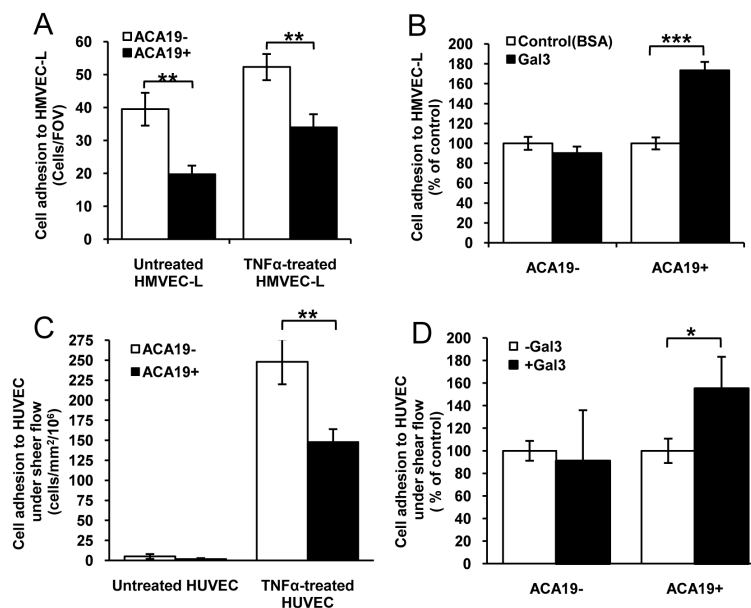 A
ACA19-
ACA19+
Cell adhesion to HMVEC-L
(Cells/FOV)
60
50
40
30
20
10
0
**
**
Untreated
HMVEC-L
TNFα-treated
HMVEC-L
B
Control(BSA)
Gal3
Cell adhesion to HMVEC-L
(% of control)
200
180
160
140
120
100
80
60
40
20
0
***
ACA19-
ACA19+
C
ACA19-
ACA19+
Cell adhesion to HUVEC
under sheer flow
(cells/mm²/10⁶)
275
250
225
200
175
150
125
100
75
50
25
0
**
Untreated HUVEC
TNFα-treated
HUVEC
D
-Gal3
+Gal3
Cell adhesion to HUVEC
under shear flow
( % of control)
200
180
160
140
120
100
80
60
40
20
0
*
ACA19-
ACA19+